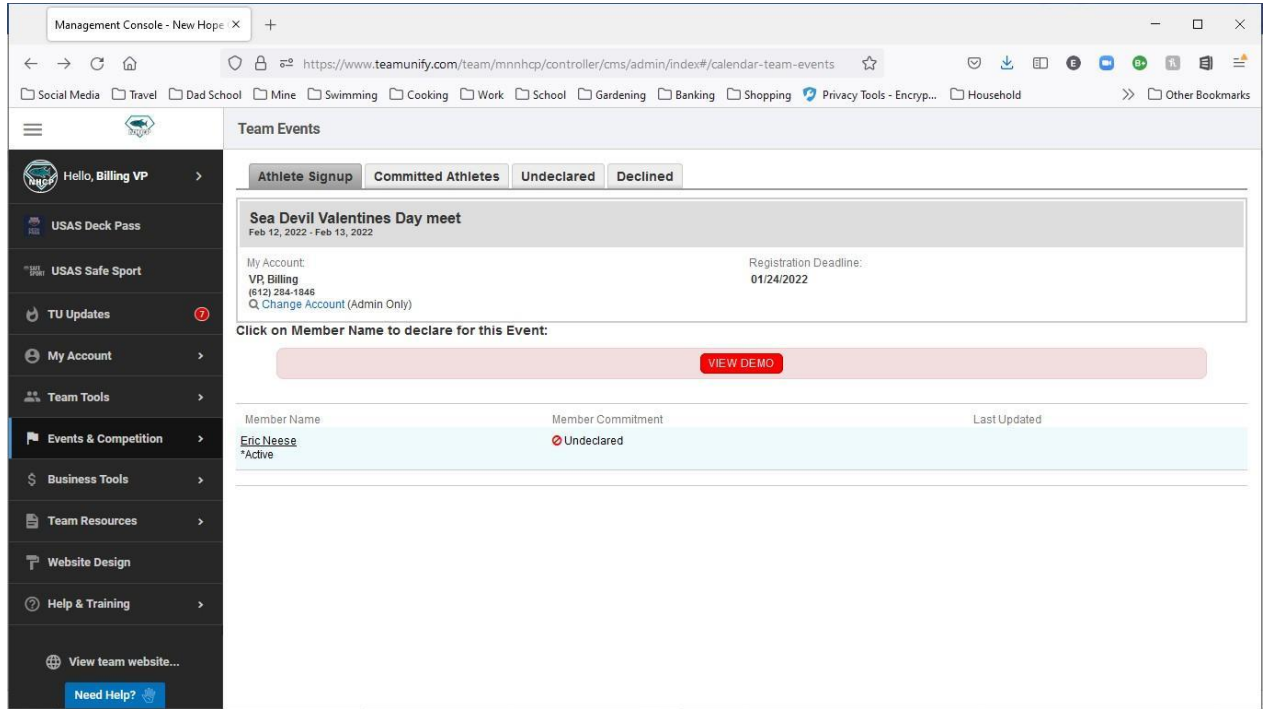 Management Console - New Hope
https://www.teamunify.com/team/mnnhcp/controller/cms/admin/index#/calendar-team-events
Social Media Travel Dad School Mine Swimming Cooking Work School Gardening Banking Shopping Privacy Tools - Encryp... Household Other Bookmarks
Team Events
NHCP
Hello, Billing VP
USAS Deck Pass
USAS Safe Sport
TU Updates 7
My Account
Team Tools
Events & Competition
Business Tools
Team Resources
Website Design
Help & Training
View team website...
Need Help?
Athlete Signup Committed Athletes Undeclared Declined
Sea Devil Valentines Day meet
Feb 12, 2022 - Feb 13, 2022
My Account: Registration Deadline:
VP, Billing 01/24/2022
(612) 284-1846
Change Account (Admin Only)
Click on Member Name to declare for this Event:
VIEW DEMO
Member Name Member Commitment Last Updated
Eric Neese Undeclared
*Active